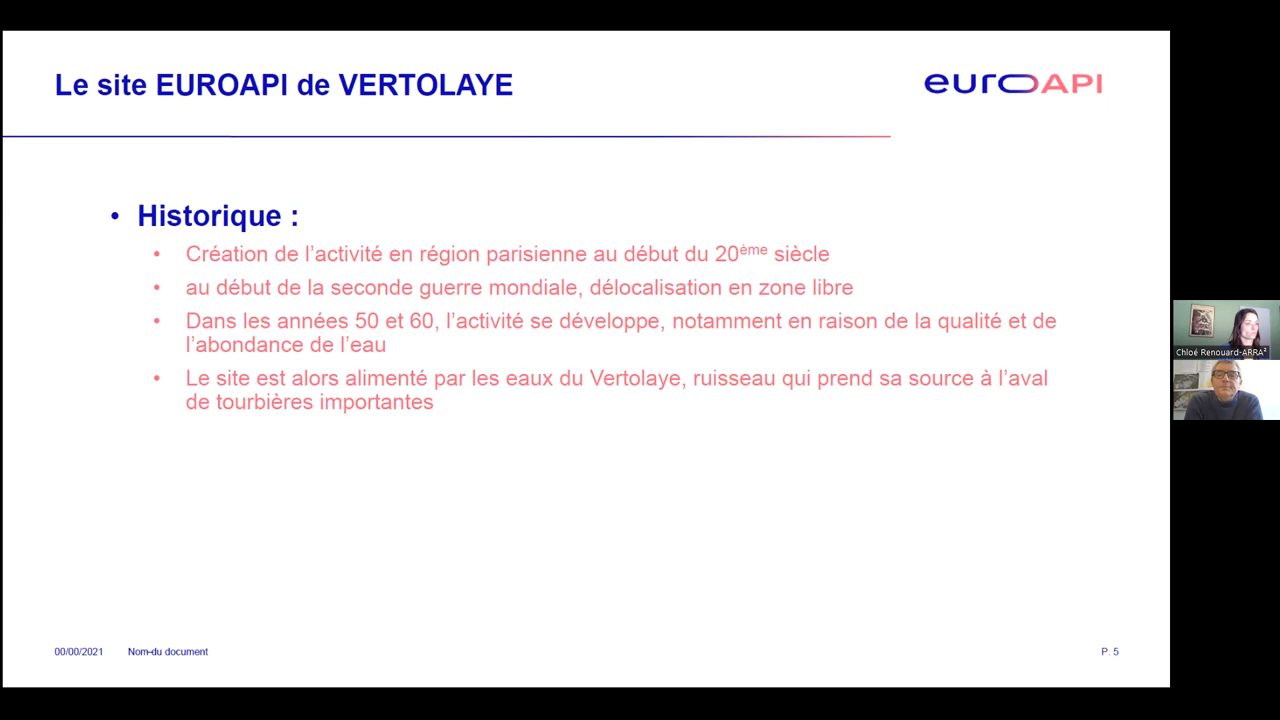 Le site EUROAPI de VERTOLAYE
euroAPI
• Historique :
• Création de l'activité en région parisienne au début du 20ème siècle
• au début de la seconde guerre mondiale, délocalisation en zone libre
• Dans les années 50 et 60, l'activité se développe, notamment en raison de la qualité et de
l'abondance de l'eau
• Le site est alors alimenté par les eaux du Vertolaye, ruisseau qui prend sa source à l'aval
de tourbières importantes
Chloé Renouard-ARRA²
00/00/2021 Nom-du document P. 5